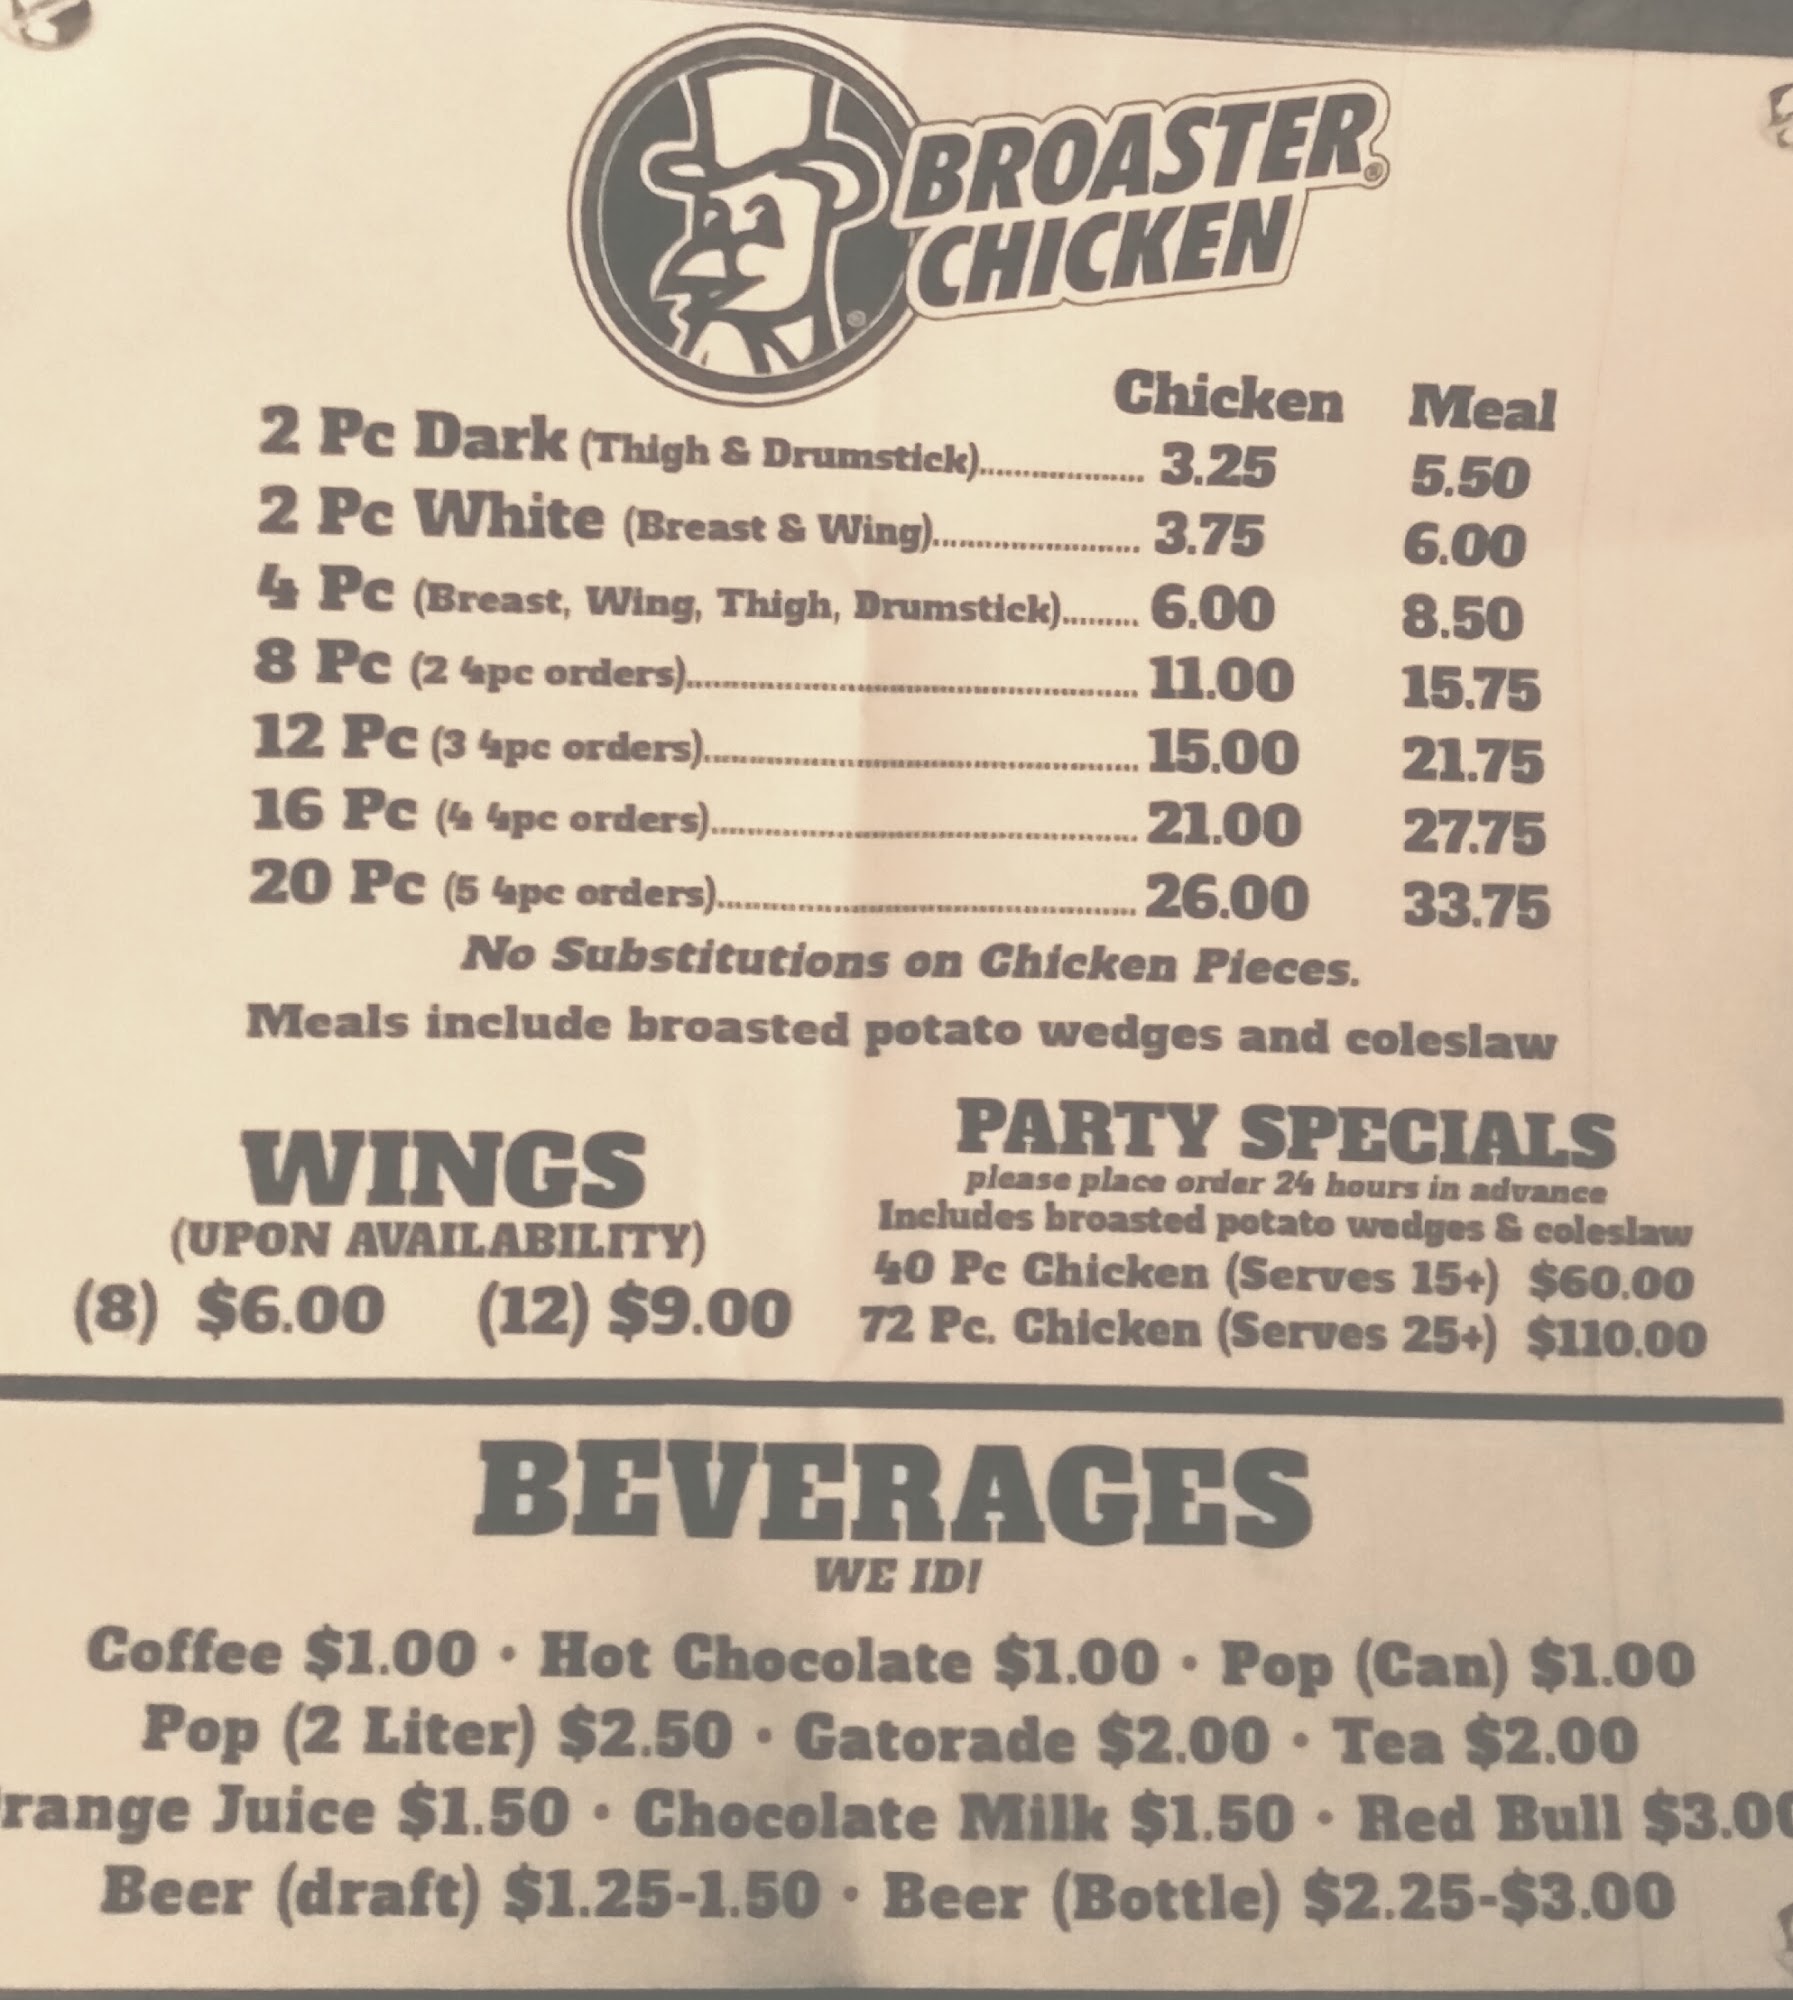 BROASTER®
CHICKEN
Chicken Meal
2 Pc Dark (Thigh & Drumstick)................. 3.25 5.50
2 Pc White (Breast & Wing)...................... 3.75 6.00
4 Pc (Breast, Wing, Thigh, Drumstick)........ 6.00 8.50
8 Pc (2 4pc orders)................................................ 11.00 15.75
12 Pc (3 4pc orders).............................................. 15.00 21.75
16 Pc (4 4pc orders).............................................. 21.00 27.75
20 Pc (5 4pc orders)............................................. 26.00 33.75
No Substitutions on Chicken Pieces.
Meals include broasted potato wedges and coleslaw
WINGS
(UPON AVAILABILITY)
(8) $6.00 (12) $9.00
PARTY SPECIALS
please place order 24 hours in advance
Includes broasted potato wedges & coleslaw
40 Pc Chicken (Serves 15+) $60.00
72 Pc. Chicken (Serves 25+) $110.00
BEVERAGES
WE ID!
Coffee $1.00 • Hot Chocolate $1.00 • Pop (Can) $1.00
Pop (2 Liter) $2.50 • Gatorade $2.00 • Tea $2.00
range Juice $1.50 • Chocolate Milk $1.50 • Red Bull $3.00
Beer (draft) $1.25-1.50 • Beer (Bottle) $2.25-$3.00